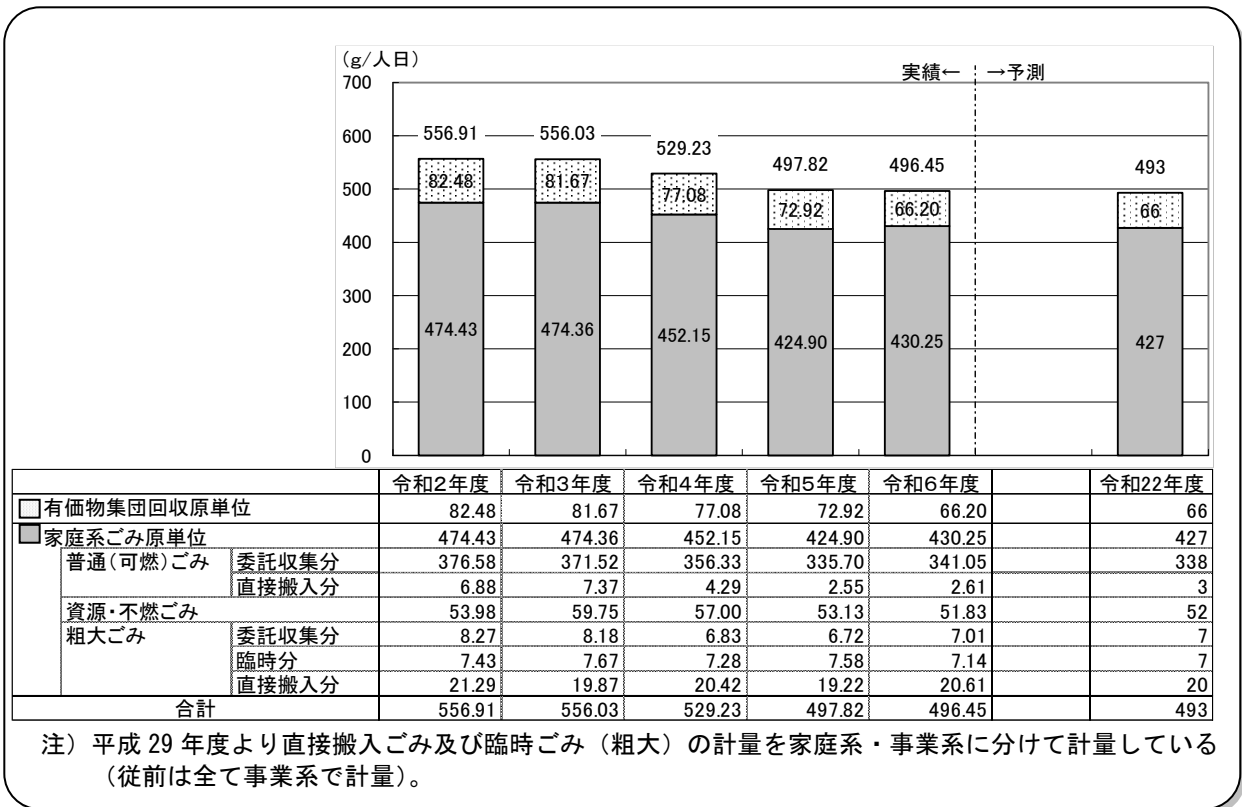 (g/人日)
実績← →予測
700
600
500
400
300
200
100
0
556.91 556.03 529.23 497.82 496.45 493
82.48 81.67 77.08 72.92 66.20 66
474.43 474.36 452.15 424.90 430.25 427
令和2年度 令和3年度 令和4年度 令和5年度 令和6年度 令和22年度
有価物集団回収原単位 82.48 81.67 77.08 72.92 66.20 66
家庭系ごみ原単位 474.43 474.36 452.15 424.90 430.25 427
普通(可燃)ごみ 委託収集分 376.58 371.52 356.33 335.70 341.05 338
直接搬入分 6.88 7.37 4.29 2.55 2.61 3
資源・不燃ごみ 53.98 59.75 57.00 53.13 51.83 52
粗大ごみ 委託収集分 8.27 8.18 6.83 6.72 7.01 7
臨時分 7.43 7.67 7.28 7.58 7.14 7
直接搬入分 21.29 19.87 20.42 19.22 20.61 20
合計 556.91 556.03 529.23 497.82 496.45 493
注）平成 29 年度より直接搬入ごみ及び臨時ごみ（粗大）の計量を家庭系・事業系に分けて計量している
（従前は全て事業系で計量）。